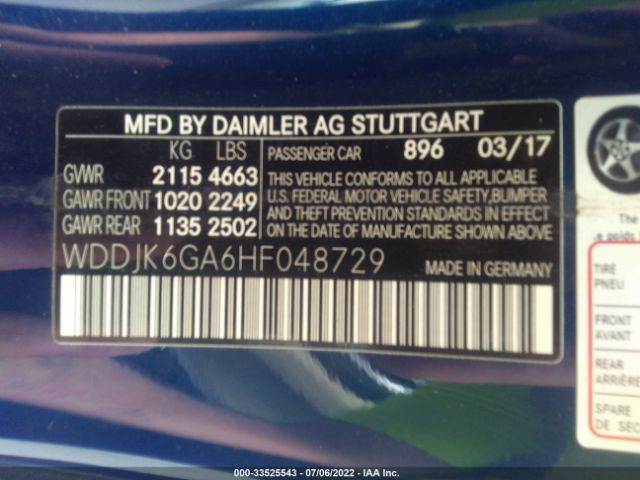 MFD BY DAIMLER AG STUTTGART
KG LBS
GVWR 2115 4663
GAWR FRONT 1020 2249
GAWR REAR 1135 2502
PASSENGER CAR 896 03/17
THIS VEHICLE CONFORMS TO ALL APPLICABLE
U.S. FEDERAL MOTOR VEHICLE SAFETY, BUMPER
AND THEFT PREVENTION STANDARDS IN EFFECT
ON THE DATE OF MANUFACTURE SHOWN ABOVE.
WDDJK6GA6HF048729
MADE IN GERMANY
The
TIRE
PNEU
FRONT
AVANT
REAR
ARRIÈRE
SPARE
DE SEC
000-33525543 / 07/06/2022 - IAA Inc.